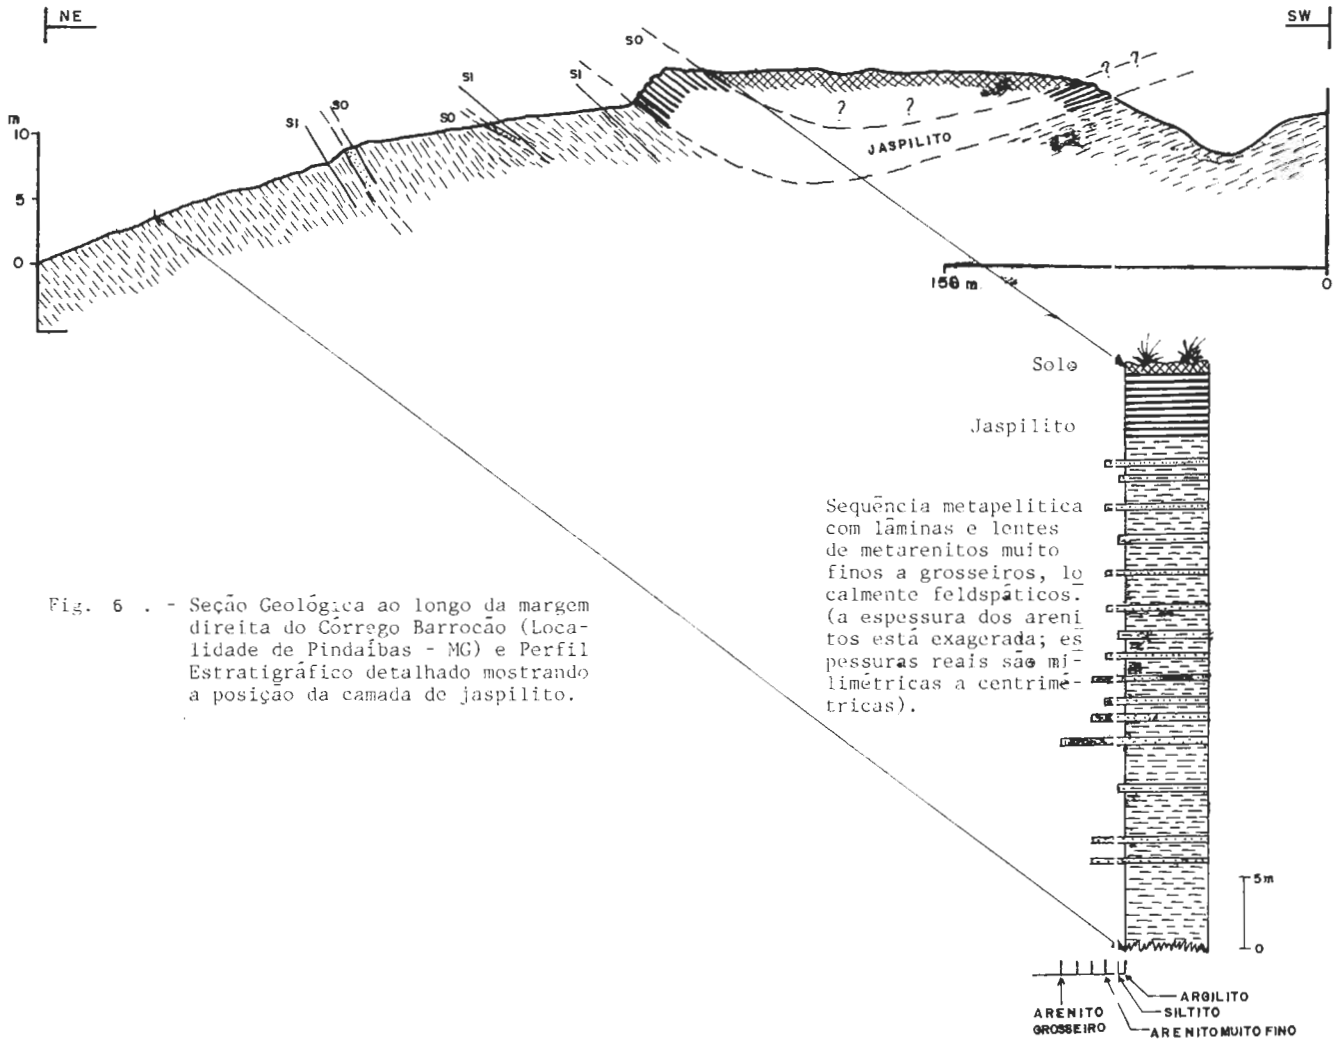 NE
SW
SO
SI
SI
SO
SI
SO
? ?
? ?
JASPILITO
m
10
5
0
150 m
0
Solo
Jaspilito
Sequência metapelítica
com lâminas e lentes
de metarenitos muito
finos a grosseiros, lo
calmente feldspáticos.
(a espessura dos areni
tos está exagerada; es
pessuras reais são mi-
limétricas a centrimé-
tricas).
Fig. 6 . - Seção Geológica ao longo da margem
direita do Córrego Barrocão (Loca-
lidade de Pindaíbas - MG) e Perfil
Estratigráfico detalhado mostrando
a posição da camada de jaspilito.
5m
0
ARGILITO
SILTITO
ARENITO MUITO FINO
ARENITO
GROSSEIRO